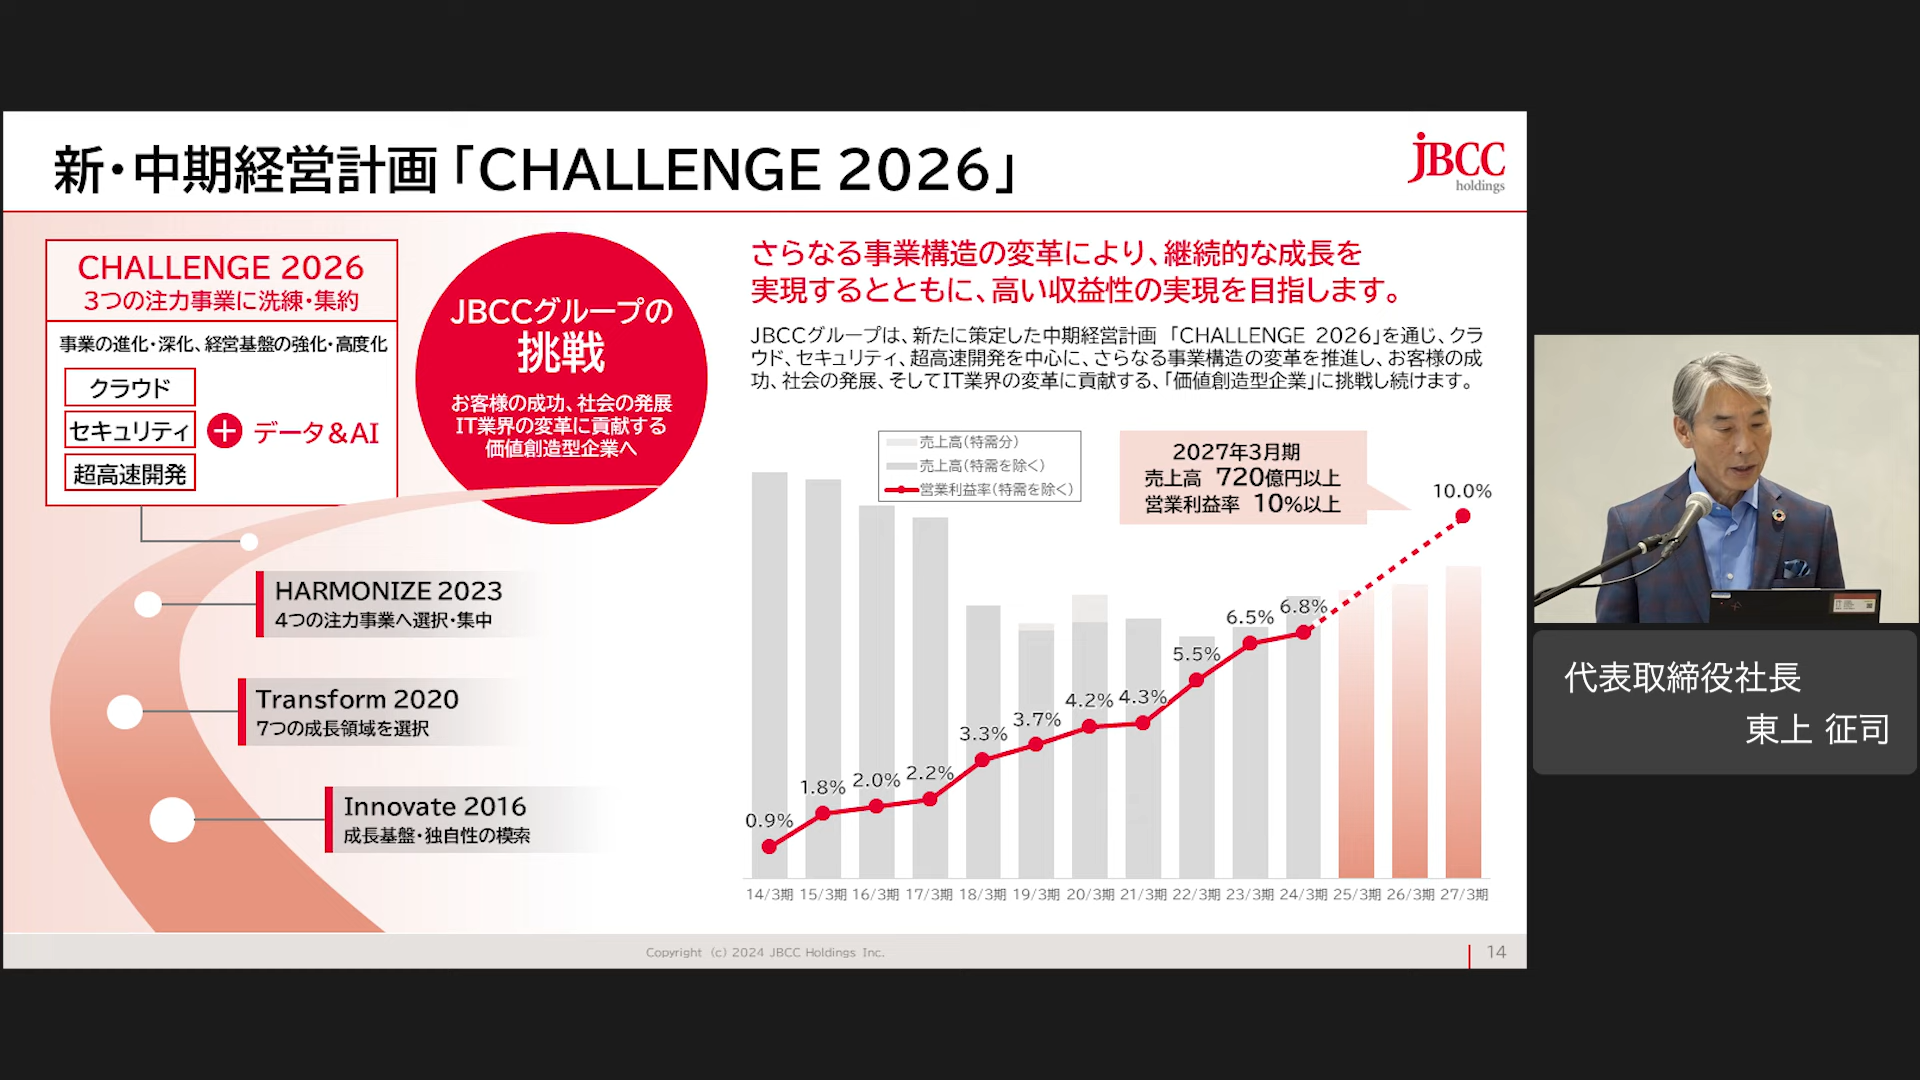 新・中期経営計画「CHALLENGE 2026」
JBCC
holdings
CHALLENGE 2026
3つの注力事業に洗練・集約
事業の進化・深化、経営基盤の強化・高度化
クラウド
セキュリティ
超高速開発
+ データ&AI
JBCCグループの
挑戦
お客様の成功、社会の発展
IT業界の変革に貢献する
価値創造型企業へ
HARMONIZE 2023
4つの注力事業へ選択・集中
Transform 2020
7つの成長領域を選択
Innovate 2016
成長基盤・独自性の模索
さらなる事業構造の変革により、継続的な成長を
実現するとともに、高い収益性の実現を目指します。
JBCCグループは、新たに策定した中期経営計画 「CHALLENGE 2026」を通じ、クラ
ウド、セキュリティ、超高速開発を中心に、さらなる事業構造の変革を推進し、お客様の成
功、社会の発展、そしてIT業界の変革に貢献する、「価値創造型企業」に挑戦し続けます。
売上高(特需分)
売上高(特需を除く)
営業利益率(特需を除く)
2027年3月期
売上高 720億円以上
営業利益率 10%以上
0.9%
1.8%
2.0%
2.2%
3.3%
3.7%
4.2%
4.3%
5.5%
6.5%
6.8%
10.0%
14/3期 15/3期 16/3期 17/3期 18/3期 19/3期 20/3期 21/3期 22/3期 23/3期 24/3期 25/3期 26/3期 27/3期
Copyright (c) 2024 JBCC Holdings Inc.
14
代表取締役社長
東上 征司